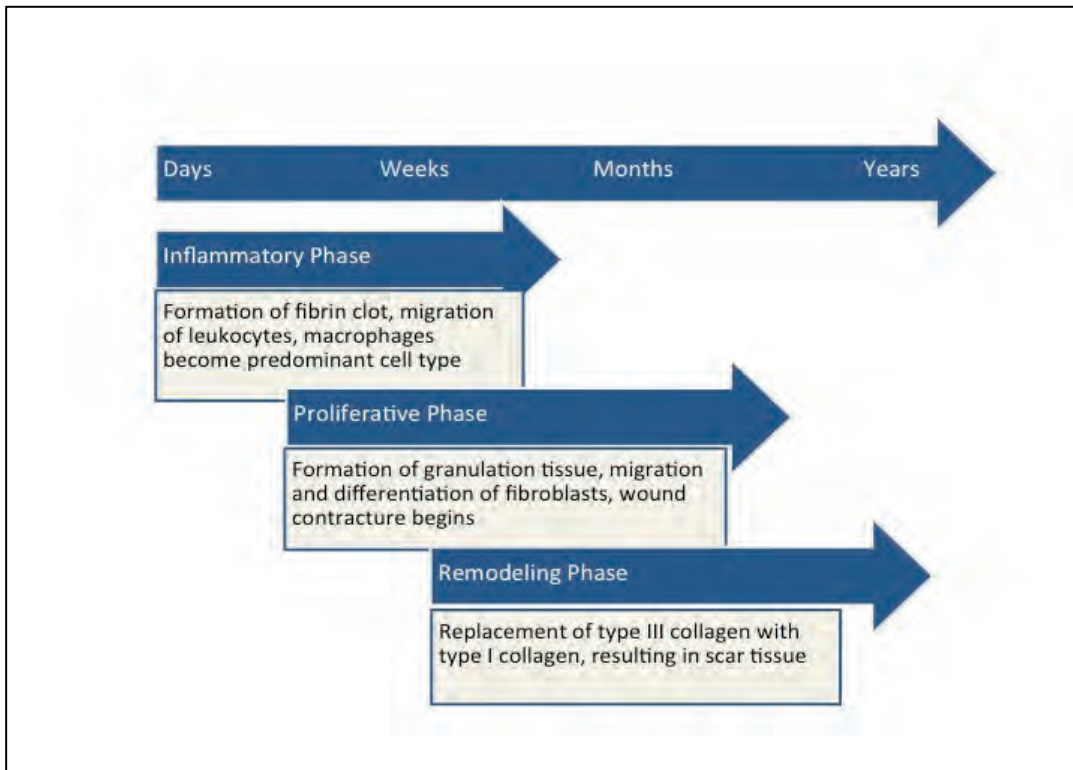 Days Weeks Months Years
Inflammatory Phase
Formation of fibrin clot, migration
of leukocytes, macrophages
become predominant cell type
Proliferative Phase
Formation of granulation tissue, migration
and differentiation of fibroblasts, wound
contracture begins
Remodeling Phase
Replacement of type III collagen with
type I collagen, resulting in scar tissue